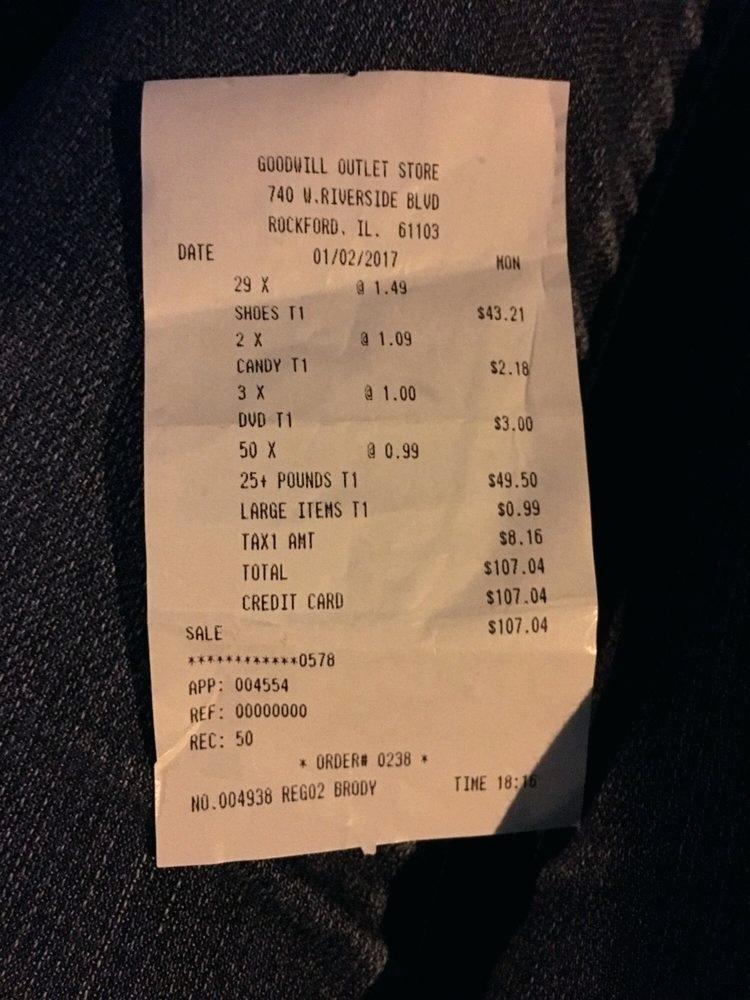 GOODWILL OUTLET STORE
740 W.RIVERSIDE BLVD
ROCKFORD, IL. 61103
DATE 01/02/2017 MON
29 X @ 1.49
SHOES T1 $43.21
2 X @ 1.09
CANDY T1 $2.18
3 X @ 1.00
DVD T1 $3.00
50 X @ 0.99
25+ POUNDS T1 $49.50
LARGE ITEMS T1 $0.99
TAX1 AMT $8.16
TOTAL $107.04
CREDIT CARD $107.04
SALE $107.04
************0578
APP: 004554
REF: 00000000
REC: 50
* ORDER# 0238 *
NO.004938 REG02 BRODY TIME 18:16